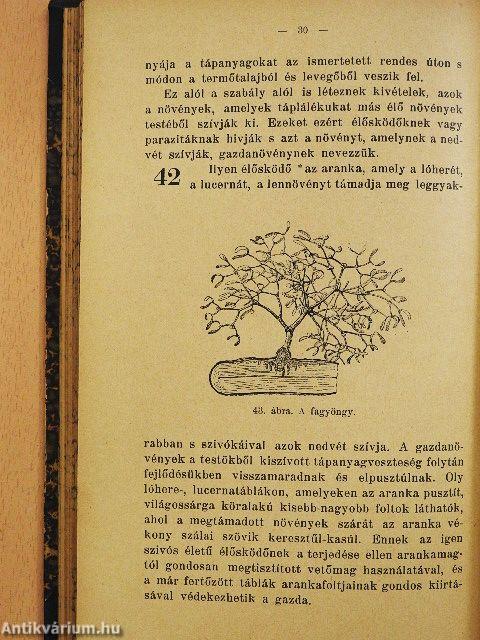 — 30 —
nyája a tápanyagokat az ismertetett rendes úton s
módon a termőtalajból és levegőből veszik fel.
Ez alól a szabály alól is léteznek kivételek, azok
a növények, amelyek táplálékukat más élő növények
testéből szívják ki. Ezeket ezért élősködőknek vagy
parazitáknak hívják s azt a növényt, amelynek a ned-
vét szívják, gazdanövénynek nevezzük.
42 Ilyen élősködő *az aranka, amely a lóherét,
a lucernát, a lennövényt támadja meg leggyak-
43. ábra. A fagyöngy.
rabban s szívókáival azok nedvét szívja. A gazdanö-
vények a testökből kiszívott tápanyagveszteség folytán
fejlődésükben visszamaradnak és elpusztúlnak. Oly
lóhere-, lucernatáblákon, amelyeken az aranka pusztít,
világossárga köralakú kisebb-nagyobb foltok láthatók,
ahol a megtámadott növények szárát az aranka vé-
kony szálai szövik keresztűl-kasúl. Ennek az igen
szívós életű élősködőnek a terjedése ellen arankamag-
tól gondosan megtisztított vetőmag használatával, és
a már fertőzött táblák arankafoltjainak gondos kiirtá-
sával védekezhetik a gazda.
Antikvárium.hu